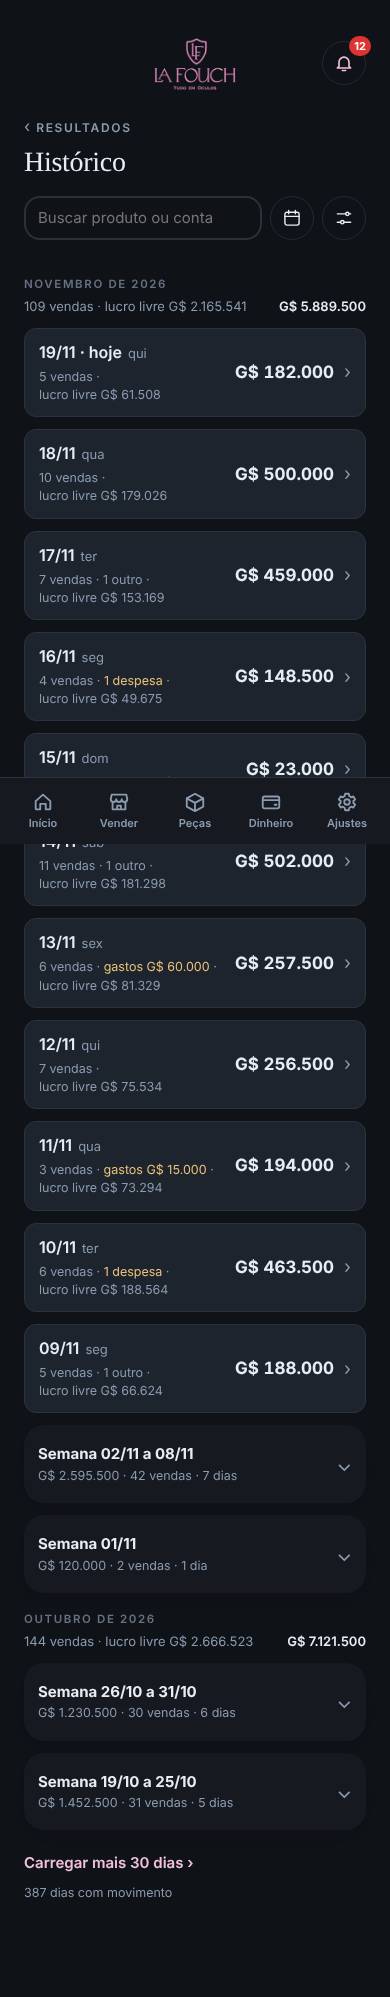 LA FOUCH
TUDO EM ÓCULOS
12
‹ RESULTADOS
Histórico
Buscar produto ou conta
NOVEMBRO DE 2026
109 vendas · lucro livre G$ 2.165.541 G$ 5.889.500
19/11 · hoje qui
5 vendas ·
lucro livre G$ 61.508
G$ 182.000 ›
18/11 qua
10 vendas ·
lucro livre G$ 179.026
G$ 500.000 ›
17/11 ter
7 vendas · 1 outro ·
lucro livre G$ 153.169
G$ 459.000 ›
16/11 seg
4 vendas · 1 despesa ·
lucro livre G$ 49.675
G$ 148.500 ›
15/11 dom
G$ 23.000 ›
Início
Vender
Peças
Dinheiro
Ajustes
11 vendas · 1 outro ·
lucro livre G$ 181.298
G$ 502.000 ›
13/11 sex
6 vendas · gastos G$ 60.000 ·
lucro livre G$ 81.329
G$ 257.500 ›
12/11 qui
7 vendas ·
lucro livre G$ 75.534
G$ 256.500 ›
11/11 qua
3 vendas · gastos G$ 15.000 ·
lucro livre G$ 73.294
G$ 194.000 ›
10/11 ter
6 vendas · 1 despesa ·
lucro livre G$ 188.564
G$ 463.500 ›
09/11 seg
5 vendas · 1 outro ·
lucro livre G$ 66.624
G$ 188.000 ›
Semana 02/11 a 08/11
G$ 2.595.500 · 42 vendas · 7 dias
Semana 01/11
G$ 120.000 · 2 vendas · 1 dia
OUTUBRO DE 2026
144 vendas · lucro livre G$ 2.666.523 G$ 7.121.500
Semana 26/10 a 31/10
G$ 1.230.500 · 30 vendas · 6 dias
Semana 19/10 a 25/10
G$ 1.452.500 · 31 vendas · 5 dias
Carregar mais 30 dias ›
387 dias com movimento